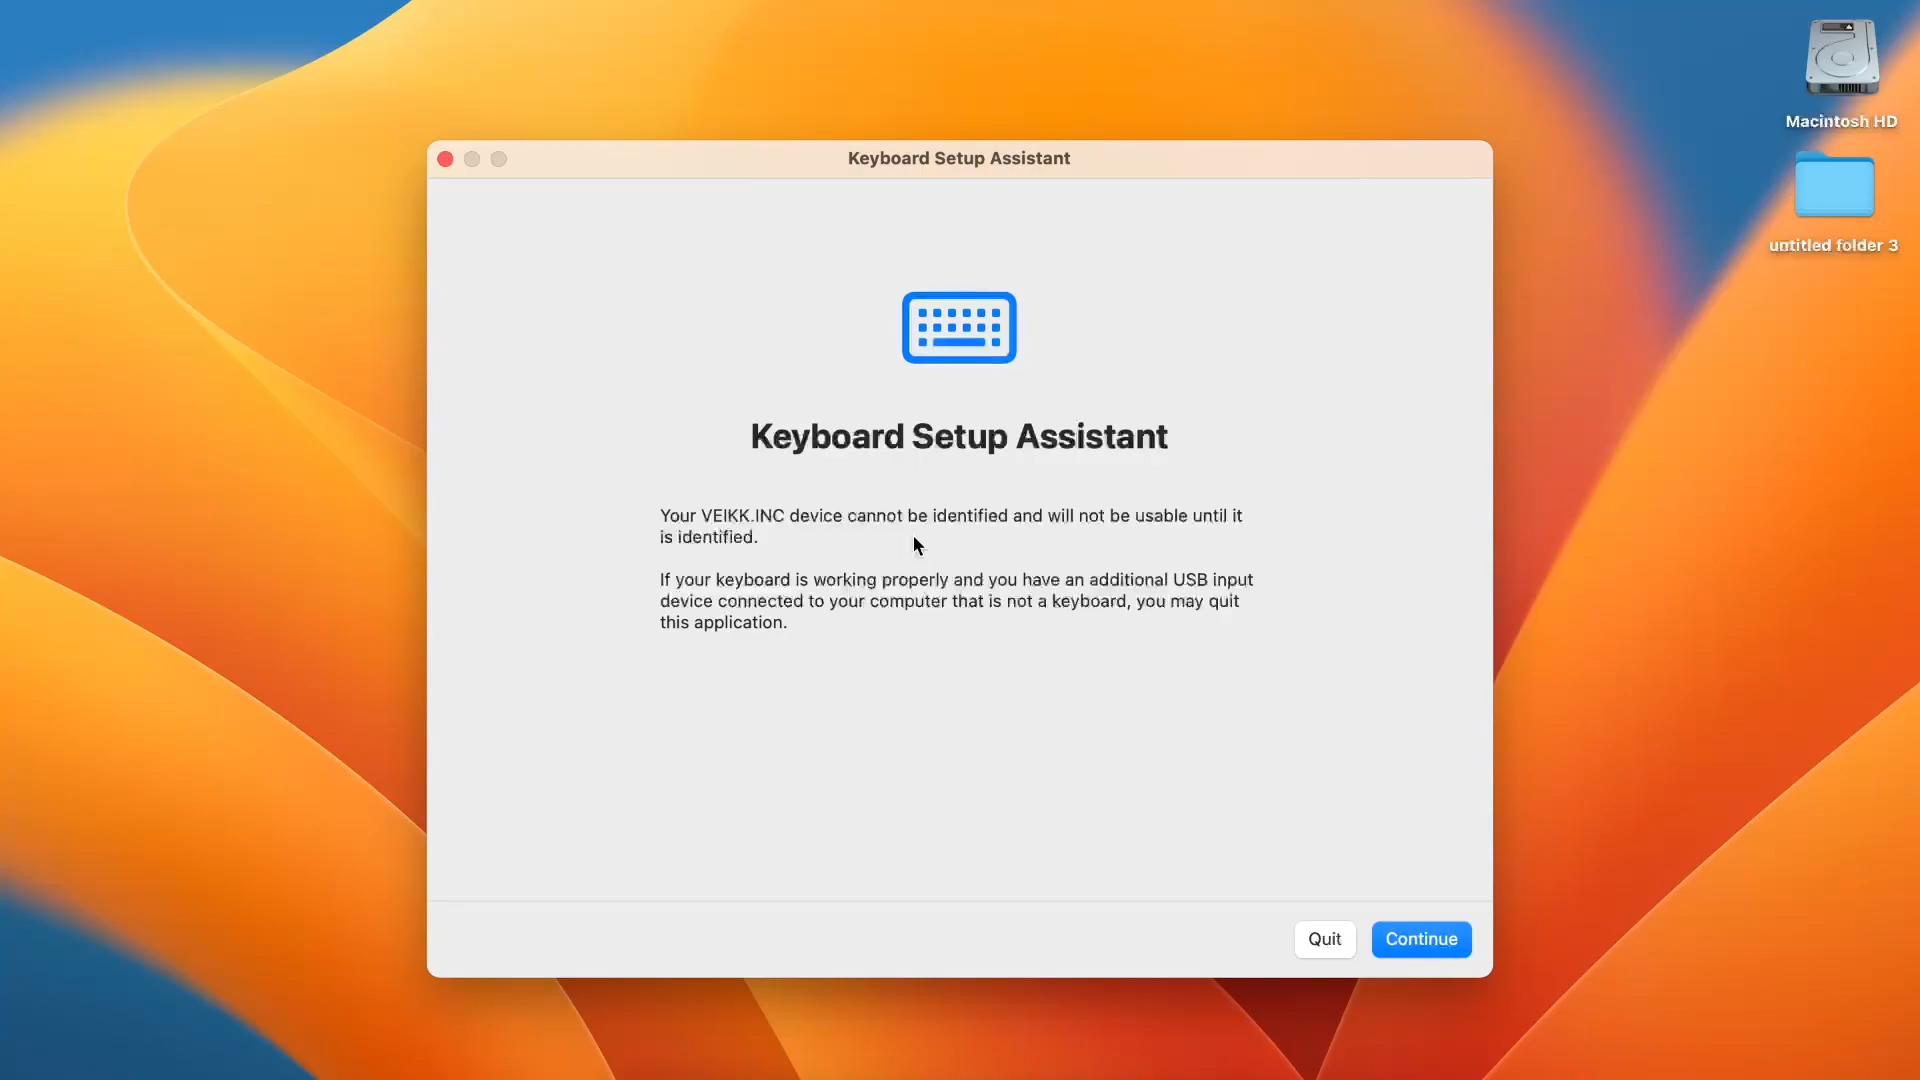 Keyboard Setup Assistant
Macintosh HD
untitled folder 3
Keyboard Setup Assistant
Your VEIKK.INC device cannot be identified and will not be usable until it
is identified.
If your keyboard is working properly and you have an additional USB input
device connected to your computer that is not a keyboard, you may quit
this application.
Quit
Continue